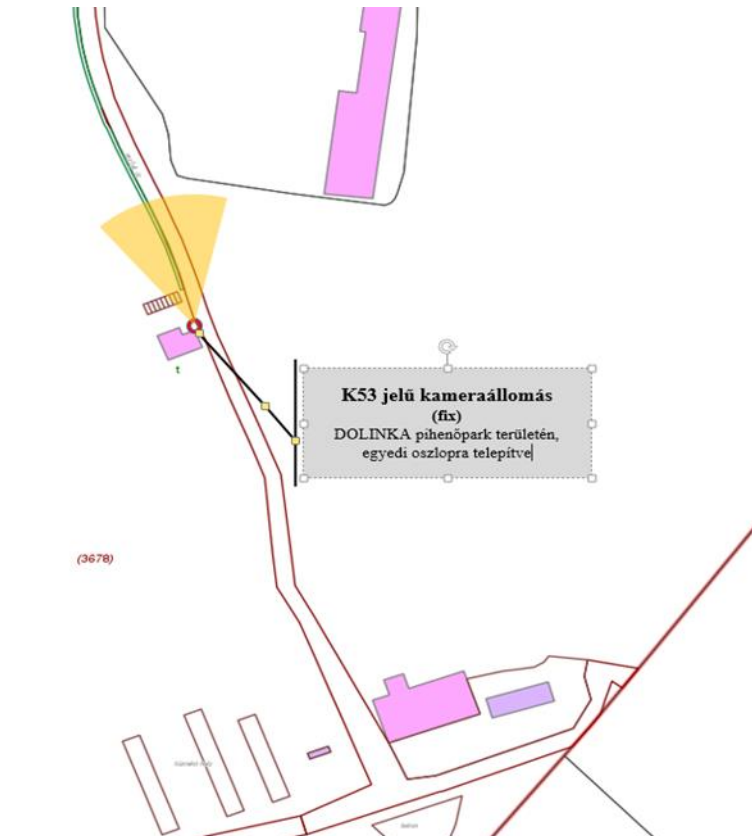 K53 jelű kameraállomás
(fix)
DOLINKA pihenőpark területén,
egyedi oszlopra telepítve
t
(3678)